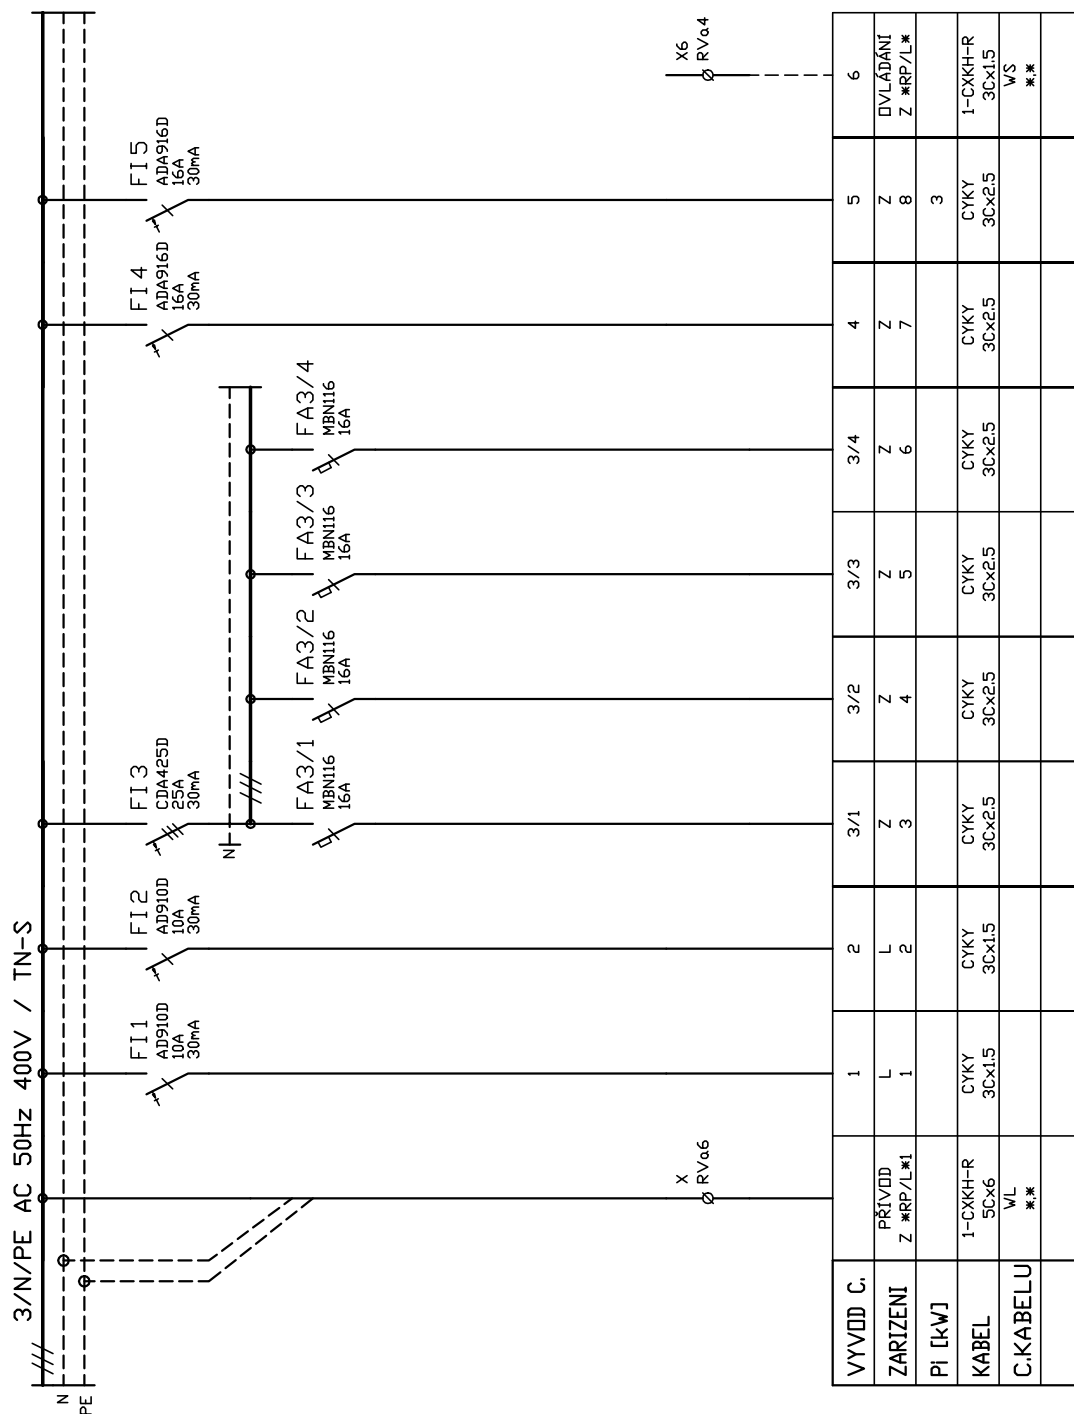 3/N/PE AC 50Hz 400V / TN-S
N
PE
FI1
AD910D
10A
30mA
FI2
AD910D
10A
30mA
FI3
CDA425D
25A
30mA
FI4
ADA916D
16A
30mA
FI5
ADA916D
16A
30mA
N
FA3/1
MBN116
16A
FA3/2
MBN116
16A
FA3/3
MBN116
16A
FA3/4
MBN116
16A
X
RVa6
X6
RVa4
VYVOD C. 1 2 3/1 3/2 3/3 3/4 4 5 6
ZARIZENI
PŘÍVOD
Z *RP/L*1
L
1
L
2
Z
3
Z
4
Z
5
Z
6
Z
7
Z
8
OVLÁDÁNÍ
Z *RP/L*
Pi [kW] 3
KABEL
1-CXKH-R
5Cx6
CYKY
3Cx1.5
CYKY
3Cx1.5
CYKY
3Cx2.5
CYKY
3Cx2.5
CYKY
3Cx2.5
CYKY
3Cx2.5
CYKY
3Cx2.5
CYKY
3Cx2.5
1-CXKH-R
3Cx1.5
C.KABELU
WL
*.*
WS
*.*